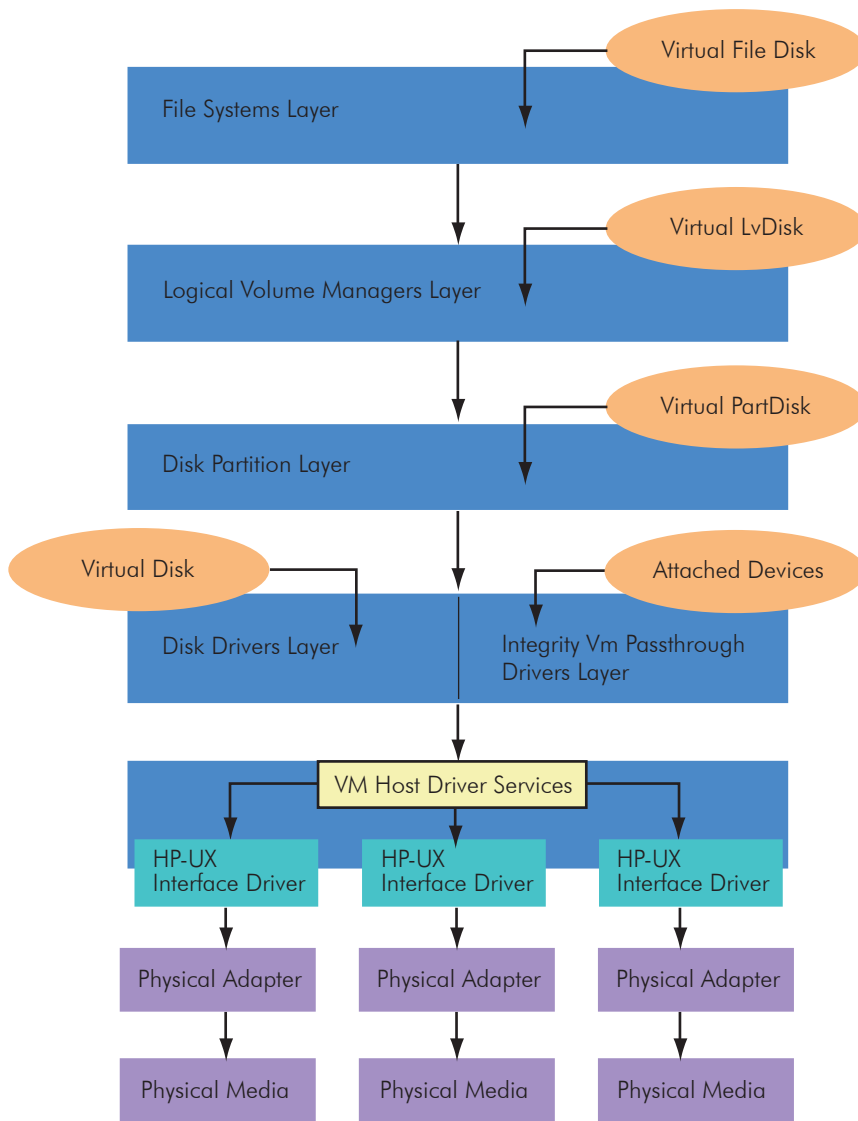 Virtual File Disk
File Systems Layer
Virtual LvDisk
Logical Volume Managers Layer
Virtual PartDisk
Disk Partition Layer
Virtual Disk
Attached Devices
Disk Drivers Layer
Integrity Vm Passthrough
Drivers Layer
VM Host Driver Services
HP-UX
Interface Driver
HP-UX
Interface Driver
HP-UX
Interface Driver
Physical Adapter
Physical Adapter
Physical Adapter
Physical Media
Physical Media
Physical Media